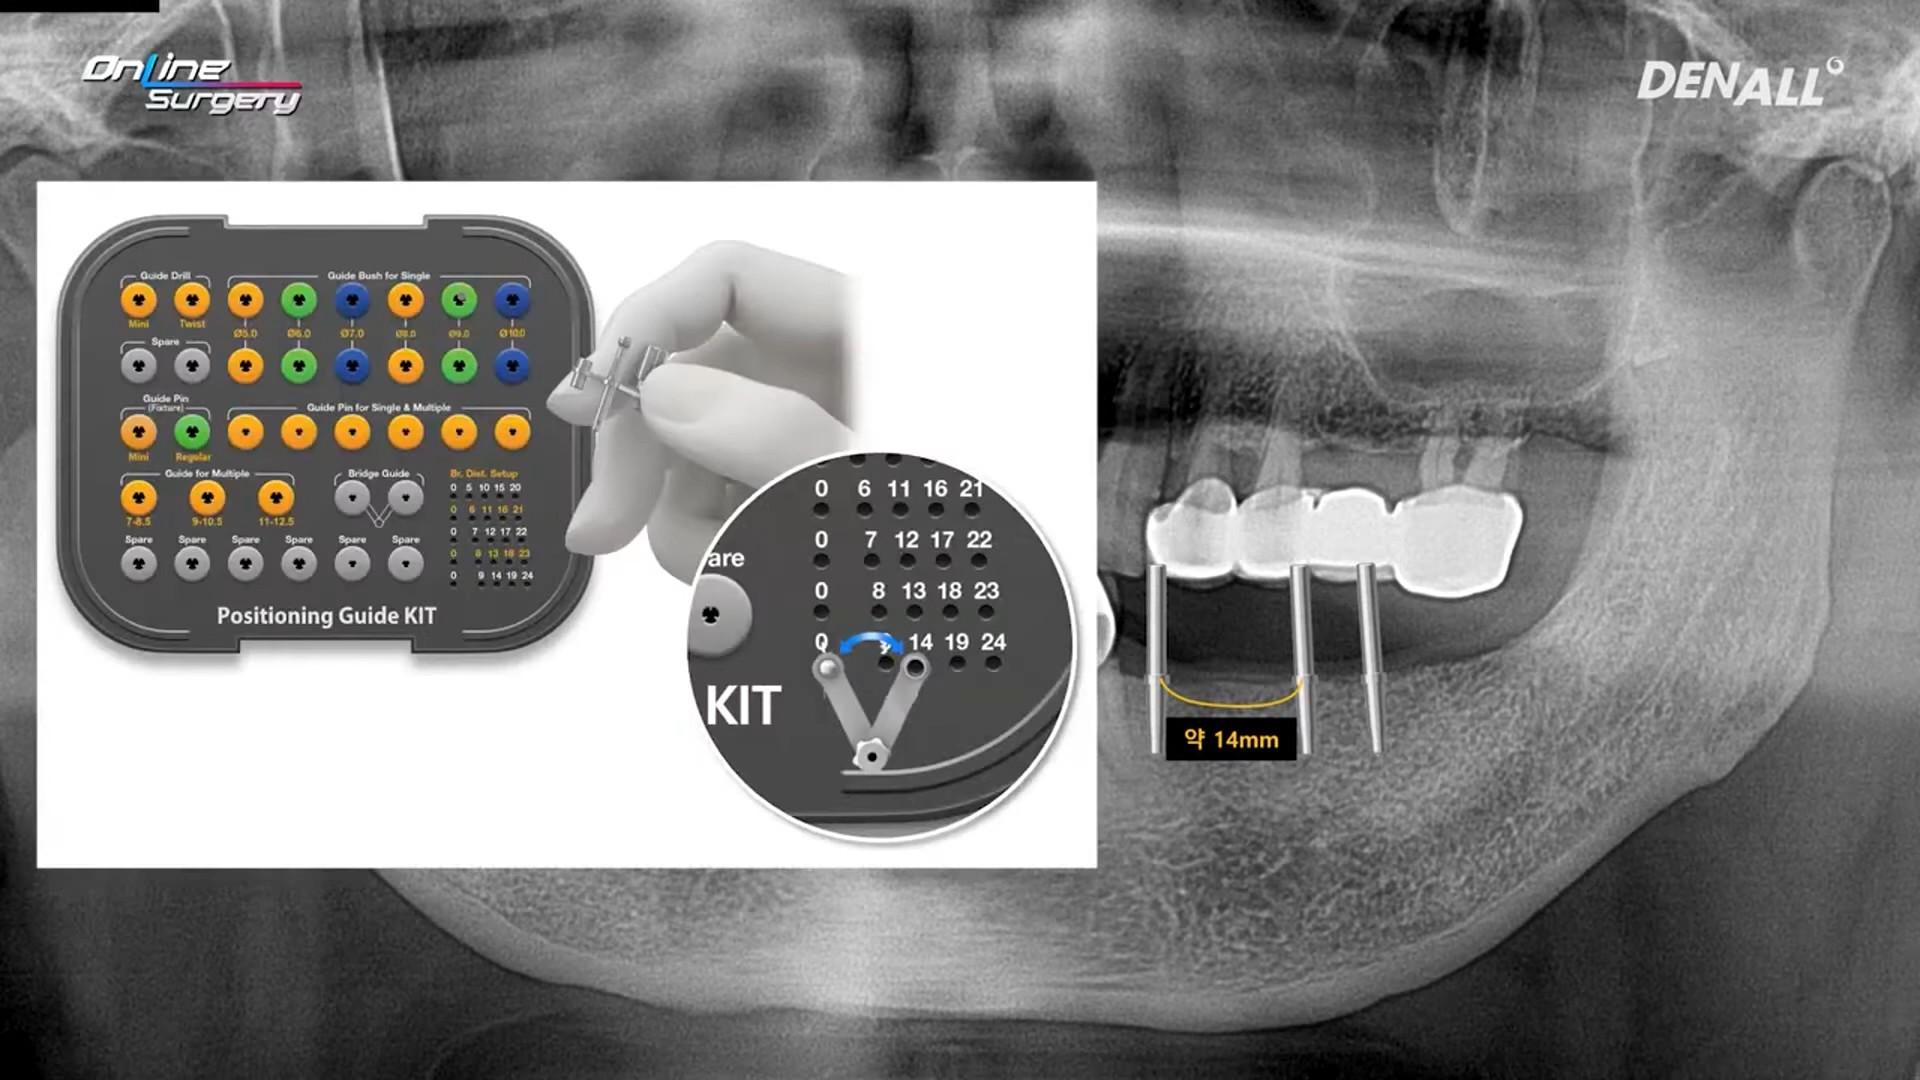 OnLine
Surgery
DENALL
Guide Drill
Guide Bush for Single
Mini
Twist
Ø5.0
Ø6.0
Ø7.0
Ø8.0
Ø9.0
Ø10.0
Spare
Guide Pin
(Fixture)
Guide Pin for Single & Multiple
Mini
Regular
Guide for Multiple
Bridge Guide
Br. Dist. Setup
0 5 10 15 20
0 6 11 16 21
0 7 12 17 22
0 8 13 18 23
0 9 14 19 24
7-8.5
9-10.5
11-12.5
Spare
Spare
Spare
Spare
Spare
Spare
Positioning Guide KIT
0 6 11 16 21
0 7 12 17 22
are
0 8 13 18 23
0 14 19 24
KIT
약 14mm